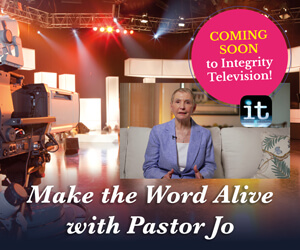 COMING
SOON
to Integrity
Television!
it
Make the Word Alive
with Pastor Jo